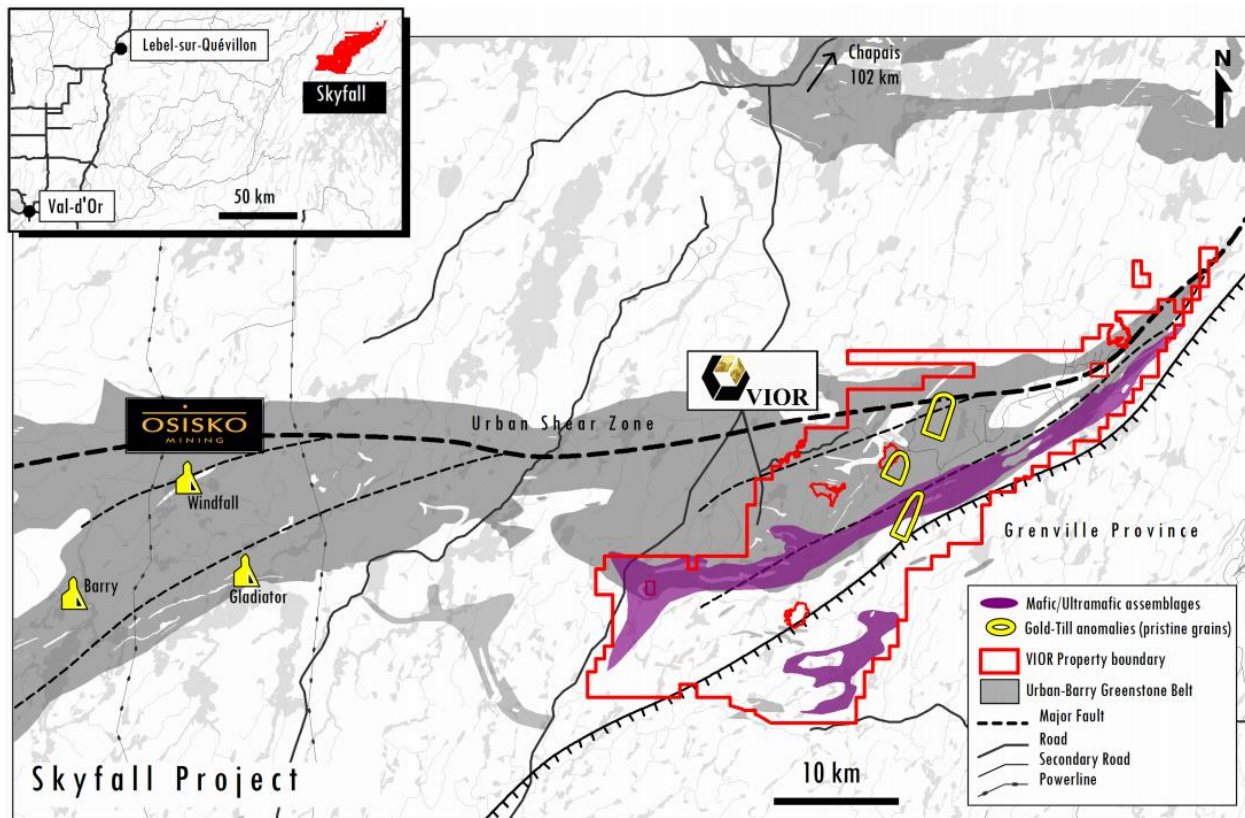 Lebel-sur-Quévillon
Skyfall
Val-d'Or
50 km
Chapais
102 km
N
OSISKO
MINING
VIOR
Urban Shear Zone
Windfall
Barry
Gladiator
Grenville Province
Mafic/Ultramafic assemblages
Gold-Till anomalies (pristine grains)
VIOR Property boundary
Urban-Barry Greenstone Belt
Major Fault
Road
Secondary Road
Powerline
Skyfall Project
10 km